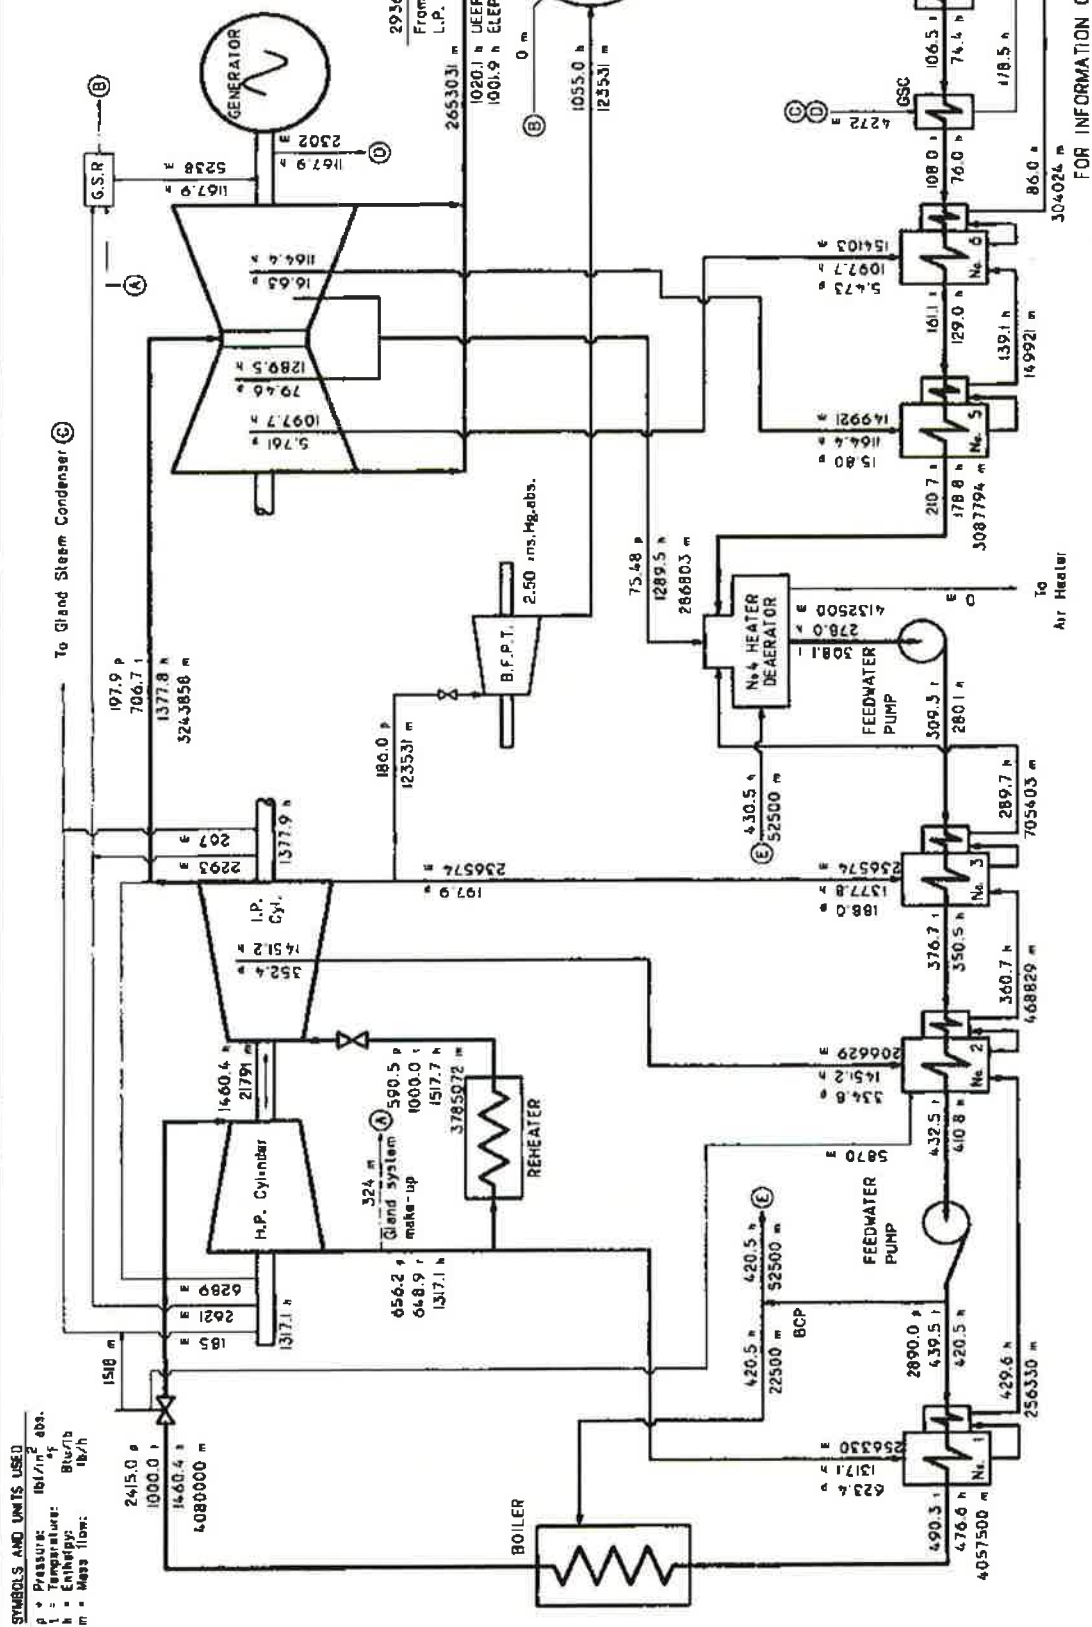 SYMBOLS AND UNITS USED
p = Pressure: lbf/in² abs.
t = Temperature: °F
h = Enthalpy: Btu/lb
m = Mass flow: lb/h
To Gland Steam Condenser Ⓒ
1518 m
185 m
2621 m
6289 m
1317.1 h
2415.0 p
1000.0 t
1460.4 h
4080000 m
H.P. Cylinder
1460.4 h
21791 m
I.P. Cyl.
352.4 p
1451.2 h
2293 m
207 m
1377.9 h
197.9 p
706.7 t
1377.8 h
3243858 m
5.761 p
1097.7 h
79.46 p
1289.5 h
16.63 p
1164.4 h
A
G.S.R
B
1167.9 h
5238 m
1167.9 h
2302 m
D
GENERATOR
656.2 p
648.9 t
1317.1 h
324 m
A
Gland system
make-up
590.5 p
1000.0 t
1517.7 h
3785072 m
REHEATER
197.9 p
236574 m
186.0 p
123531 m
B.F.P.T.
2.50 ins.Hg.abs.
2936
From
L.P.
2653031 m
1020.1 h UEEP
1001.9 h ELEP
B
0 m
1055.0 h
123531 m
BOILER
420.5 h
22500 m
420.5 h
52500 m
E
BCP
5870 m
FEEDWATER
PUMP
E
430.5 h
52500 m
No4 HEATER
DEAERATOR
75.48 p
1289.5 h
286803 m
308.1 t
278.0 h
4132500 m
FEEDWATER
PUMP
0 m
To
Air Heater
490.3 t
476.6 h
4057500 m
623.4 p
1317.1 h
256330 m
No. 1
429.6 h
256330 m
2890.0 p
439.5 t
420.5 h
432.5 t
410.8 h
334.8 p
1451.2 h
206629 m
No. 2
360.7 h
468829 m
376.7 t
350.5 h
188.0 p
1377.8 h
236574 m
No. 3
289.7 h
705403 m
309.3 t
280.1 h
210.7 t
178.8 h
3087794 m
15.80 p
1164.4 h
149921 m
No. 5
139.1 h
149921 m
161.1 t
129.0 h
5.473 p
1097.7 h
154103 m
No. 6
86.0 h
304024 m
108.0 t
76.0 h
C
D
4272 m
GSC
178.5 h
106.5 t
74.4 h
FOR INFORMATION